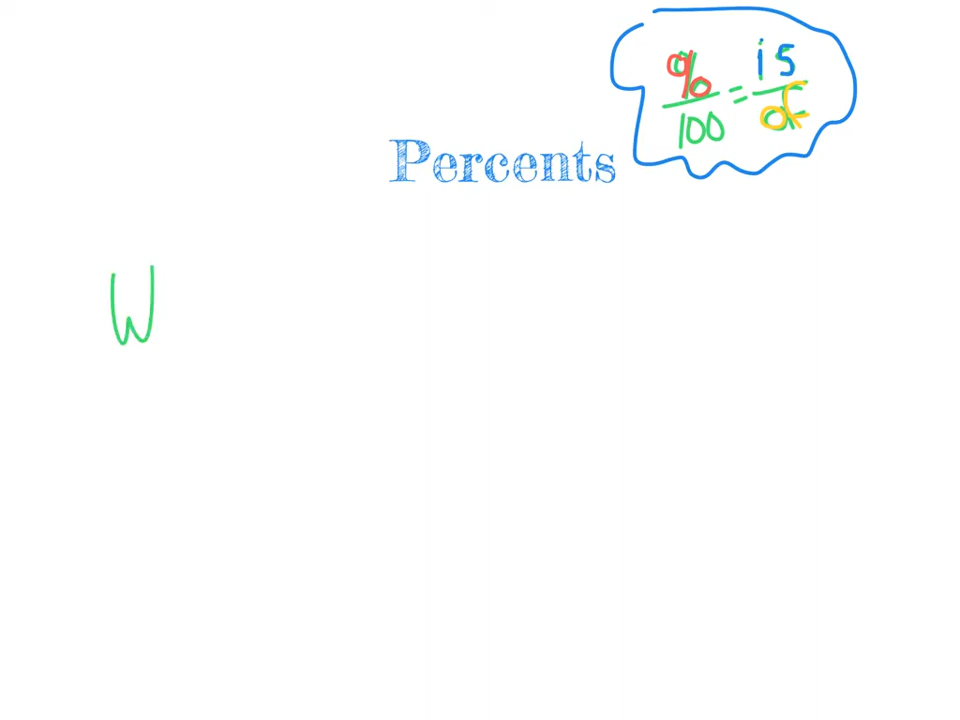 % / 100 = is / of
Percents
W